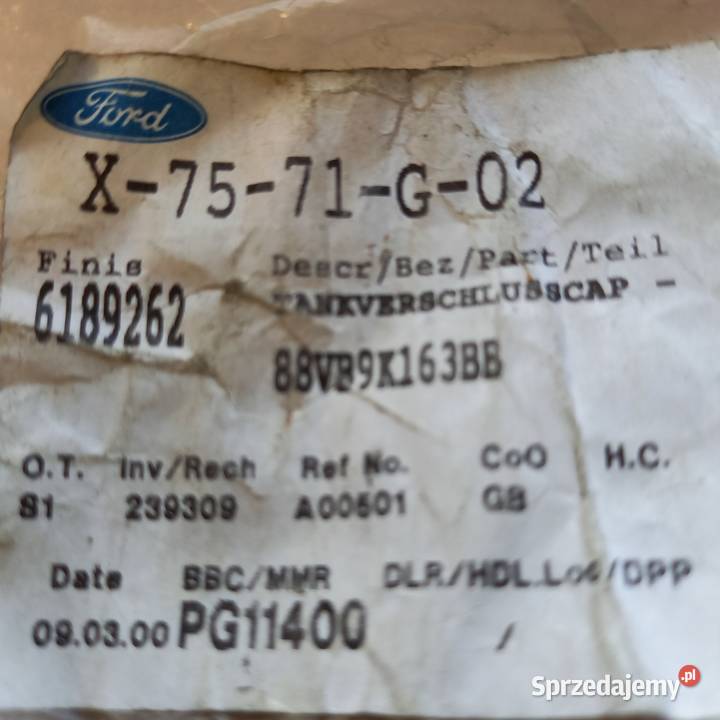 Ford
X-75-71-G-02
Finis Descr/Bez/Part/Teil
6189262 TANKVERSCHLUSSCAP -
88VB9K163BB
O.T. Inv/Rech Ref No. CoO H.C.
S1 239309 A00501 GB
Date BBC/MMR DLR/HDL.Loc/DPP
09.03.00 PG11400 /
Sprzedajemy.pl